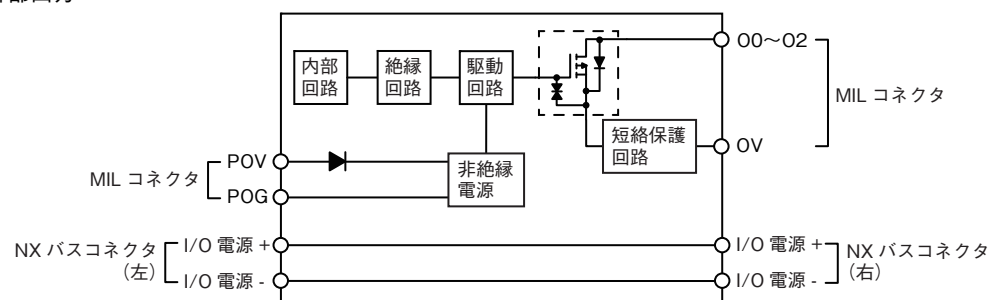 内部
回路
絶縁
回路
駆動
回路
O0～O2
MIL コネクタ
短絡保護
回路
OV
POV
MIL コネクタ
POG
非絶縁
電源
NX バスコネクタ
(左)
I/O 電源 +
I/O 電源 -
I/O 電源 +
I/O 電源 -
NX バスコネクタ
(右)